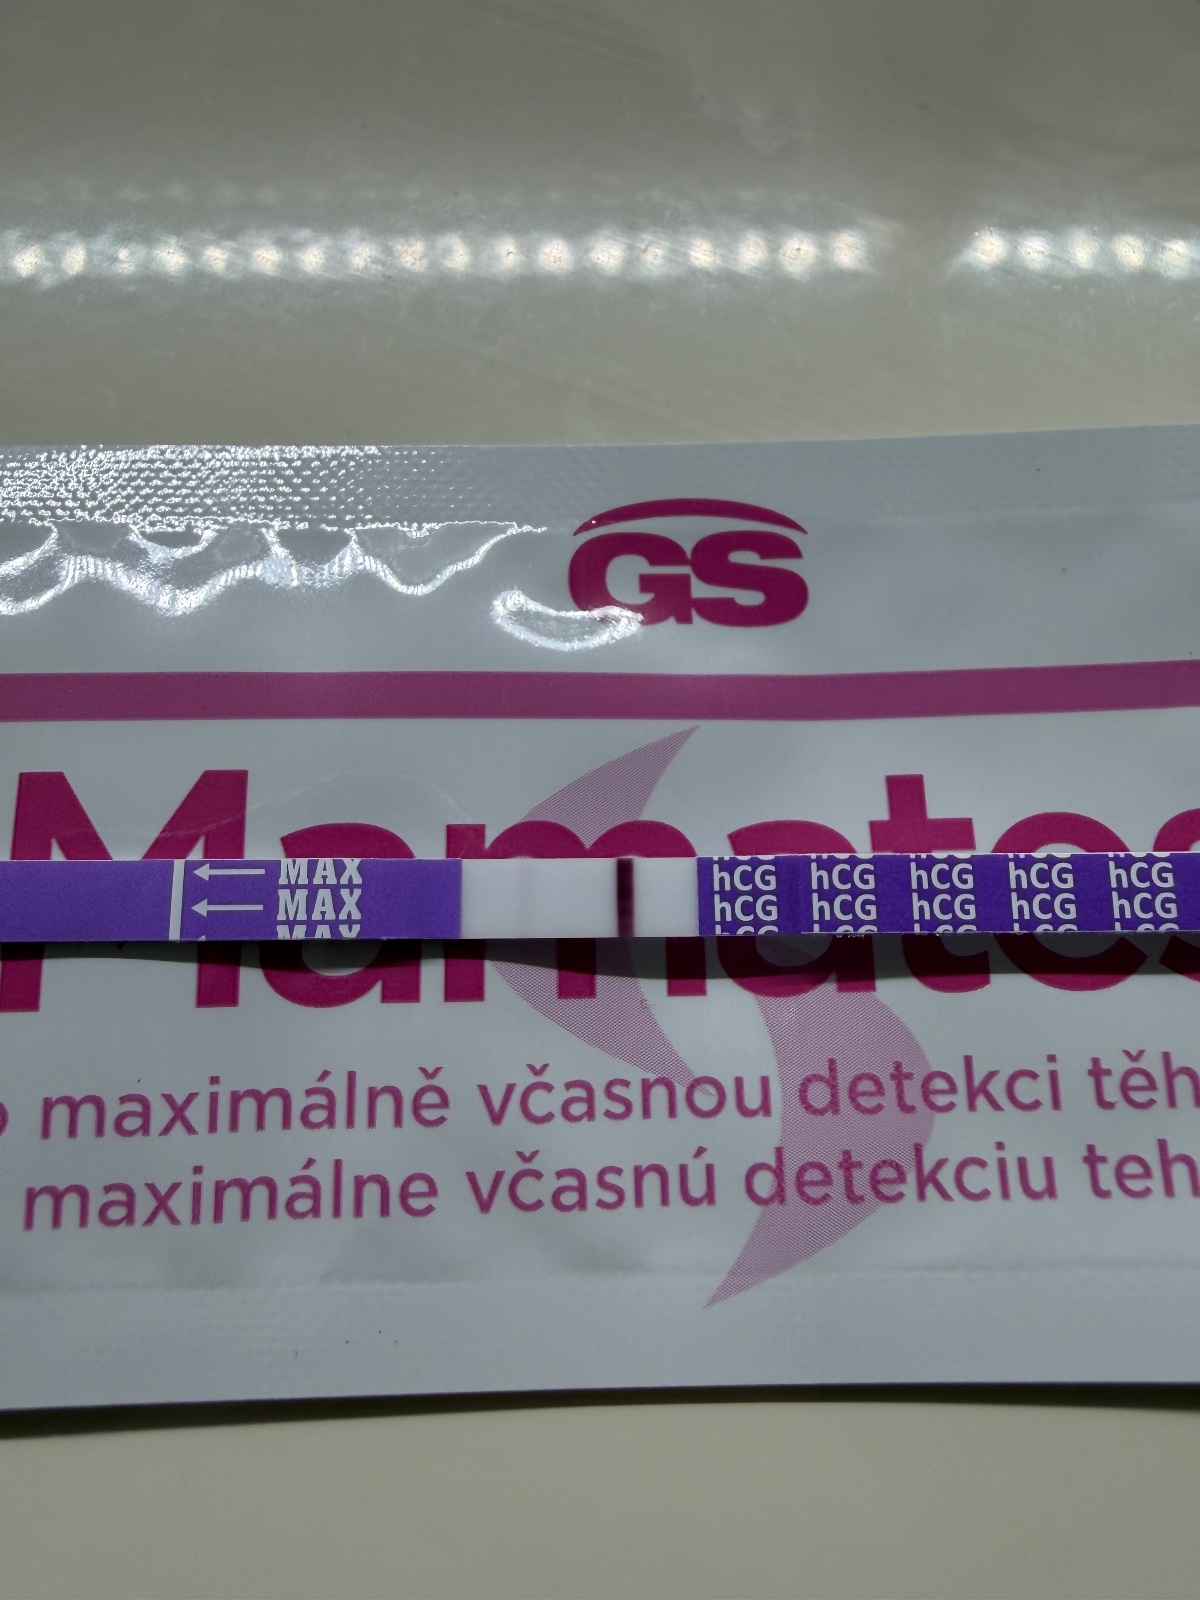 GS
Mamates
MAX hCG hCG hCG hCG hCG
MAX hCG hCG hCG hCG hCG
maximálně včasnou detekci těh
maximálne včasnú detekciu teh